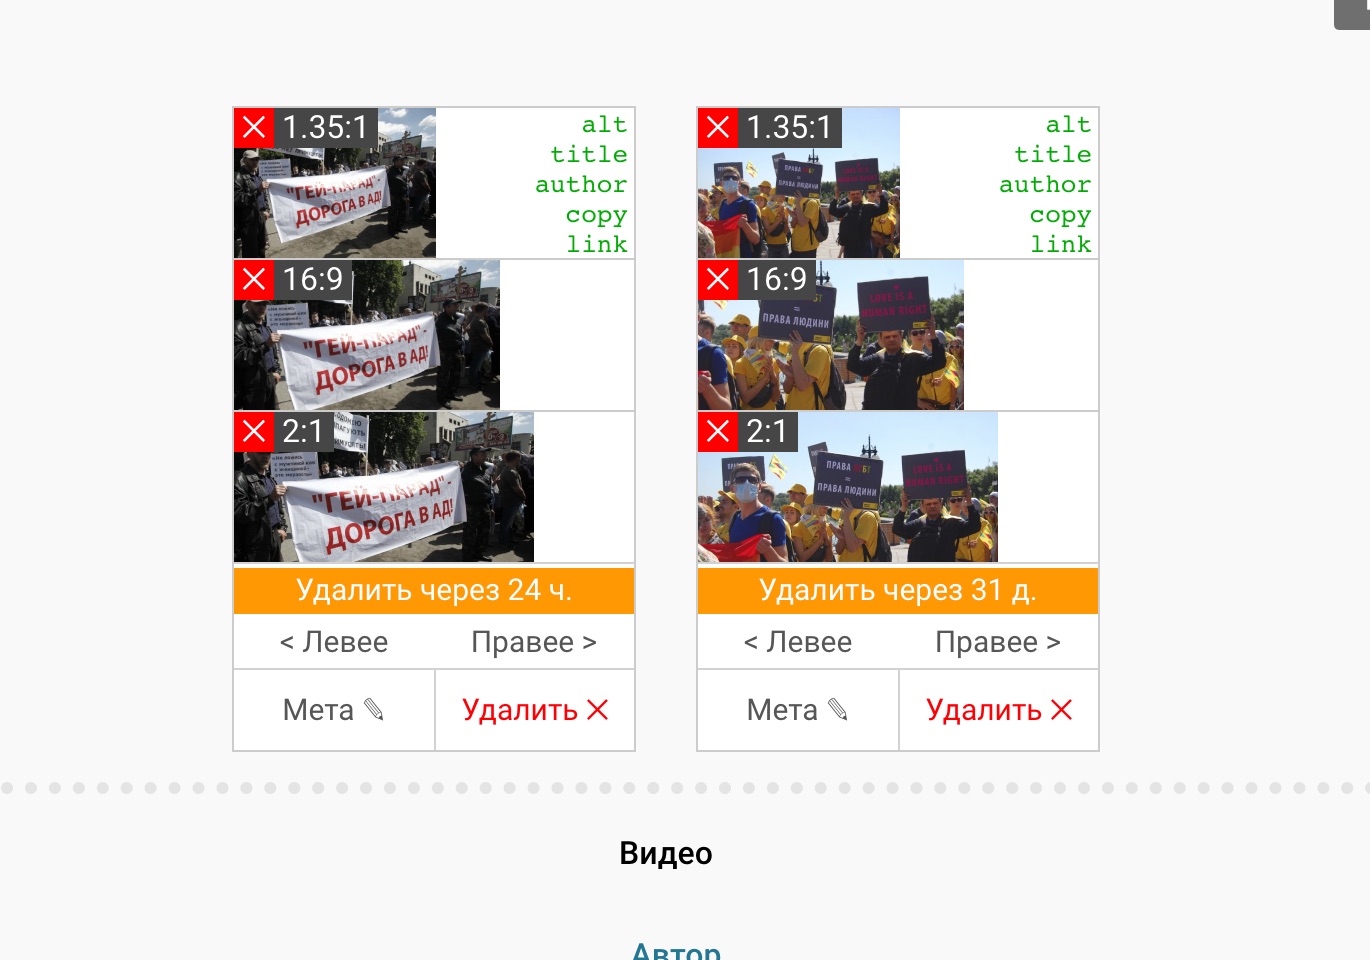 1.35:1
alt
title
author
copy
link
"ГЕЙ-ПАРАД"-
ДОРОГА В АД!
16:9
"ГЕЙ-ПАРАД"-
ДОРОГА В АД!
2:1
"ГЕЙ-ПАРАД"-
ДОРОГА В АД!
Удалить через 24 ч.
< Левее
Правее >
Мета ✎
Удалить ✕
1.35:1
alt
title
author
copy
link
ПРАВА ЛЮДИНИ
16:9
=
ПРАВА ЛЮДИНИ
LOVE IS A
HUMAN RIGHT
2:1
ПРАВА ЛГБТ
=
ПРАВА ЛЮДИНИ
LOVE IS A
HUMAN RIGHT
Удалить через 31 д.
< Левее
Правее >
Мета ✎
Удалить ✕
Видео
Автор